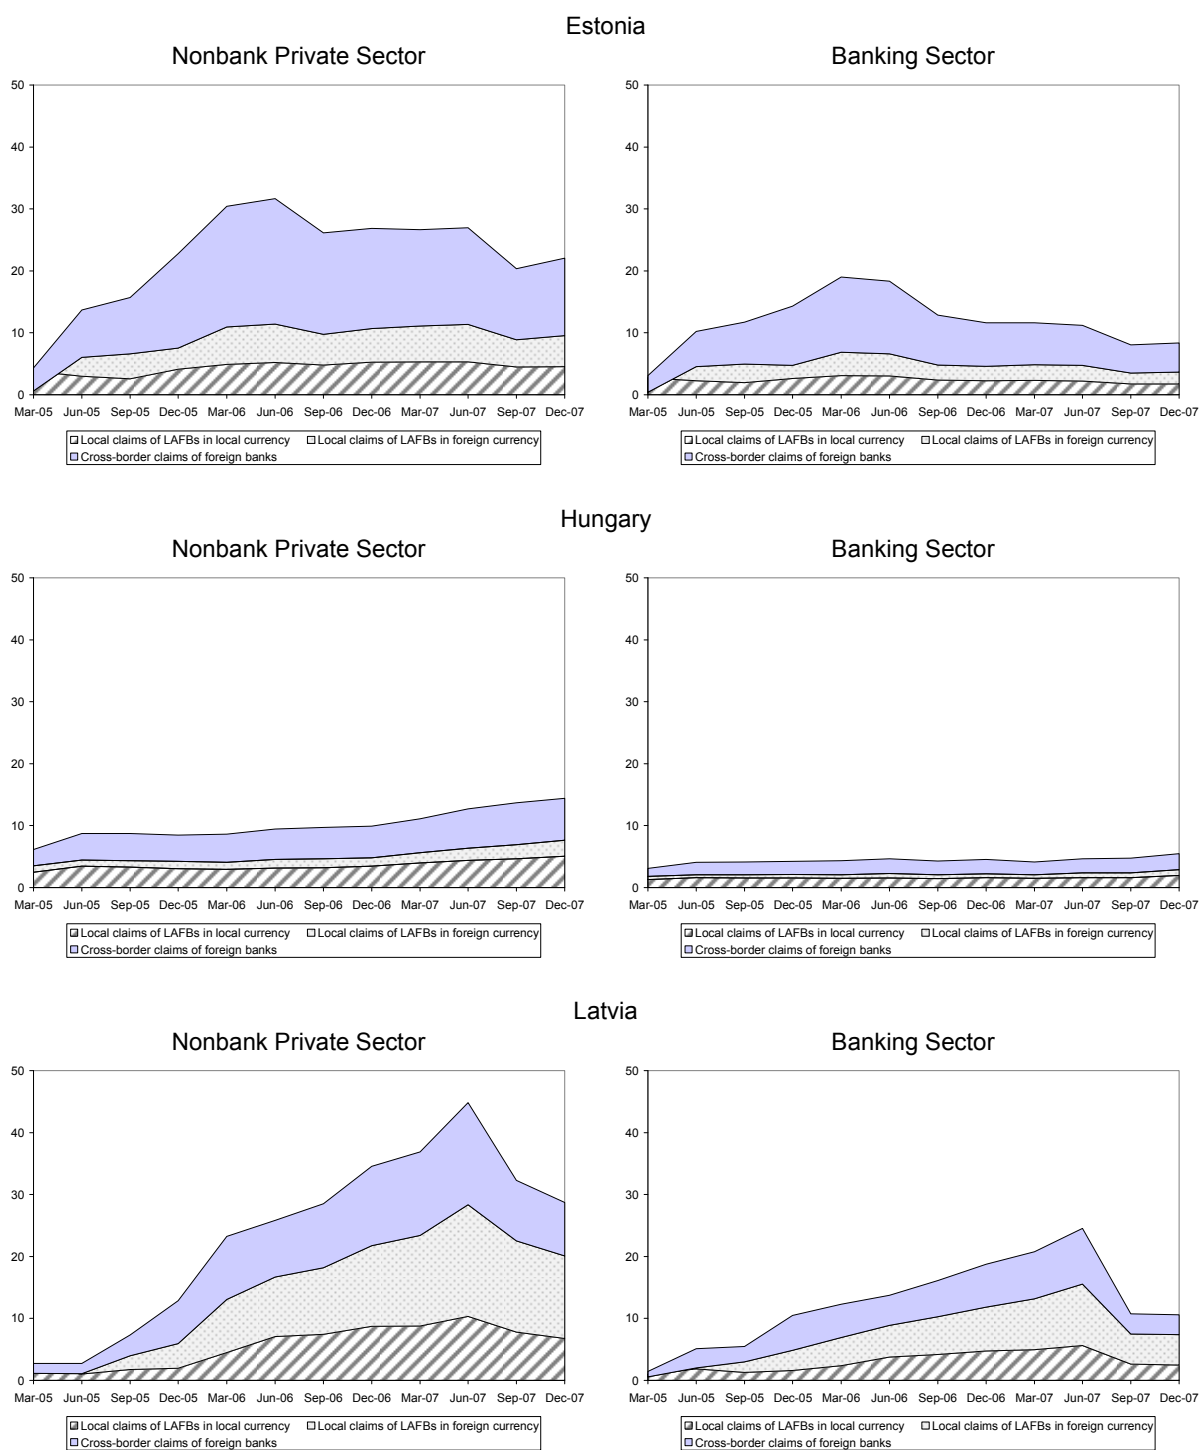 Estonia
Nonbank Private Sector
50
40
30
20
10
0
Mar-05 Jun-05 Sep-05 Dec-05 Mar-06 Jun-06 Sep-06 Dec-06 Mar-07 Jun-07 Sep-07 Dec-07
Local claims of LAFBs in local currency Local claims of LAFBs in foreign currency
Cross-border claims of foreign banks
Banking Sector
50
40
30
20
10
0
Mar-05 Jun-05 Sep-05 Dec-05 Mar-06 Jun-06 Sep-06 Dec-06 Mar-07 Jun-07 Sep-07 Dec-07
Local claims of LAFBs in local currency Local claims of LAFBs in foreign currency
Cross-border claims of foreign banks
Hungary
Nonbank Private Sector
50
40
30
20
10
0
Mar-05 Jun-05 Sep-05 Dec-05 Mar-06 Jun-06 Sep-06 Dec-06 Mar-07 Jun-07 Sep-07 Dec-07
Local claims of LAFBs in local currency Local claims of LAFBs in foreign currency
Cross-border claims of foreign banks
Banking Sector
50
40
30
20
10
0
Mar-05 Jun-05 Sep-05 Dec-05 Mar-06 Jun-06 Sep-06 Dec-06 Mar-07 Jun-07 Sep-07 Dec-07
Local claims of LAFBs in local currency Local claims of LAFBs in foreign currency
Cross-border claims of foreign banks
Latvia
Nonbank Private Sector
50
40
30
20
10
0
Mar-05 Jun-05 Sep-05 Dec-05 Mar-06 Jun-06 Sep-06 Dec-06 Mar-07 Jun-07 Sep-07 Dec-07
Local claims of LAFBs in local currency Local claims of LAFBs in foreign currency
Cross-border claims of foreign banks
Banking Sector
50
40
30
20
10
0
Mar-05 Jun-05 Sep-05 Dec-05 Mar-06 Jun-06 Sep-06 Dec-06 Mar-07 Jun-07 Sep-07 Dec-07
Local claims of LAFBs in local currency Local claims of LAFBs in foreign currency
Cross-border claims of foreign banks